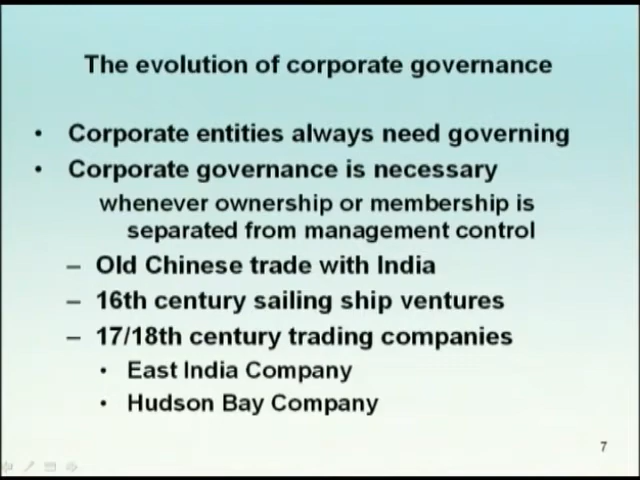 The evolution of corporate governance
• Corporate entities always need governing
• Corporate governance is necessary
whenever ownership or membership is
separated from management control
– Old Chinese trade with India
– 16th century sailing ship ventures
– 17/18th century trading companies
• East India Company
• Hudson Bay Company
7